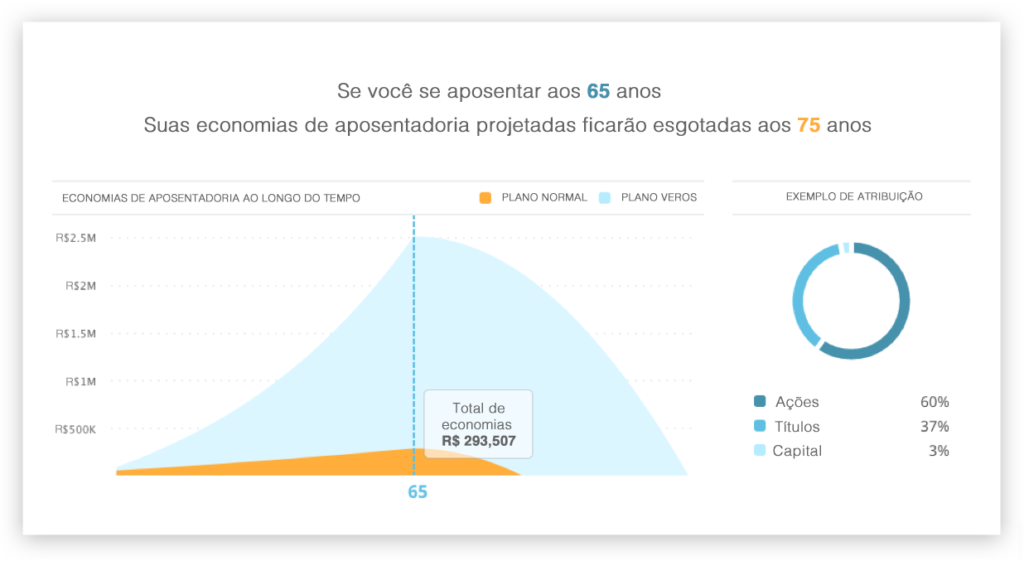 Se você se aposentar aos 65 anos
Suas economias de aposentadoria projetadas ficarão esgotadas aos 75 anos
ECONOMIAS DE APOSENTADORIA AO LONGO DO TEMPO
PLANO NORMAL
PLANO VEROS
R$2.5M
R$2M
R$1.5M
R$1M
R$500K
Total de
economias
R$ 293,507
65
EXEMPLO DE ATRIBUIÇÃO
Ações 60%
Títulos 37%
Capital 3%